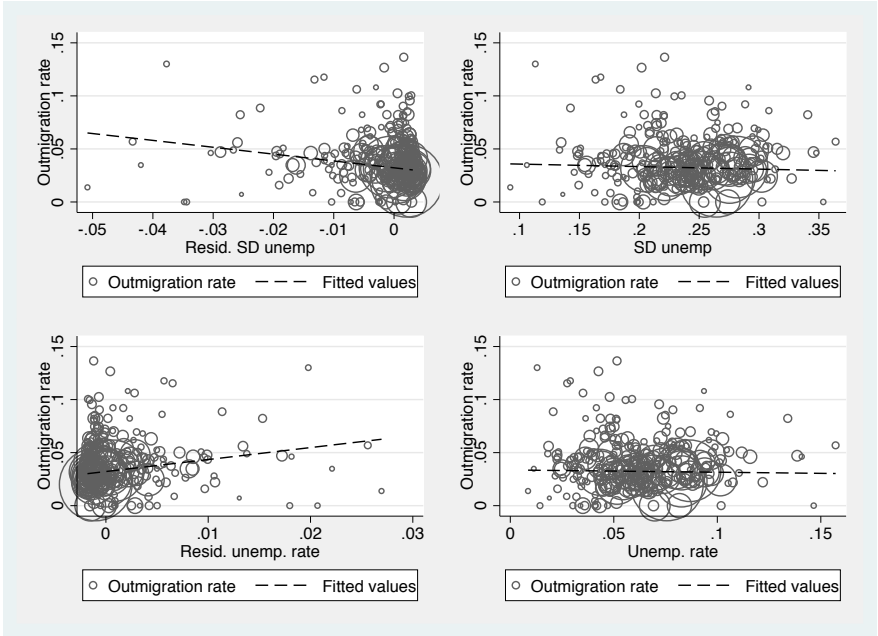 Outmigration rate
.15
.1
.05
0
-.05 -.04 -.03 -.02 -.01 0
Resid. SD unemp
Outmigration rate Fitted values
Outmigration rate
.15
.1
.05
0
.1 .15 .2 .25 .3 .35
SD unemp
Outmigration rate Fitted values
Outmigration rate
.15
.1
.05
0
0 .01 .02 .03
Resid. unemp. rate
Outmigration rate Fitted values
Outmigration rate
.15
.1
.05
0
0 .05 .1 .15
Unemp. rate
Outmigration rate Fitted values